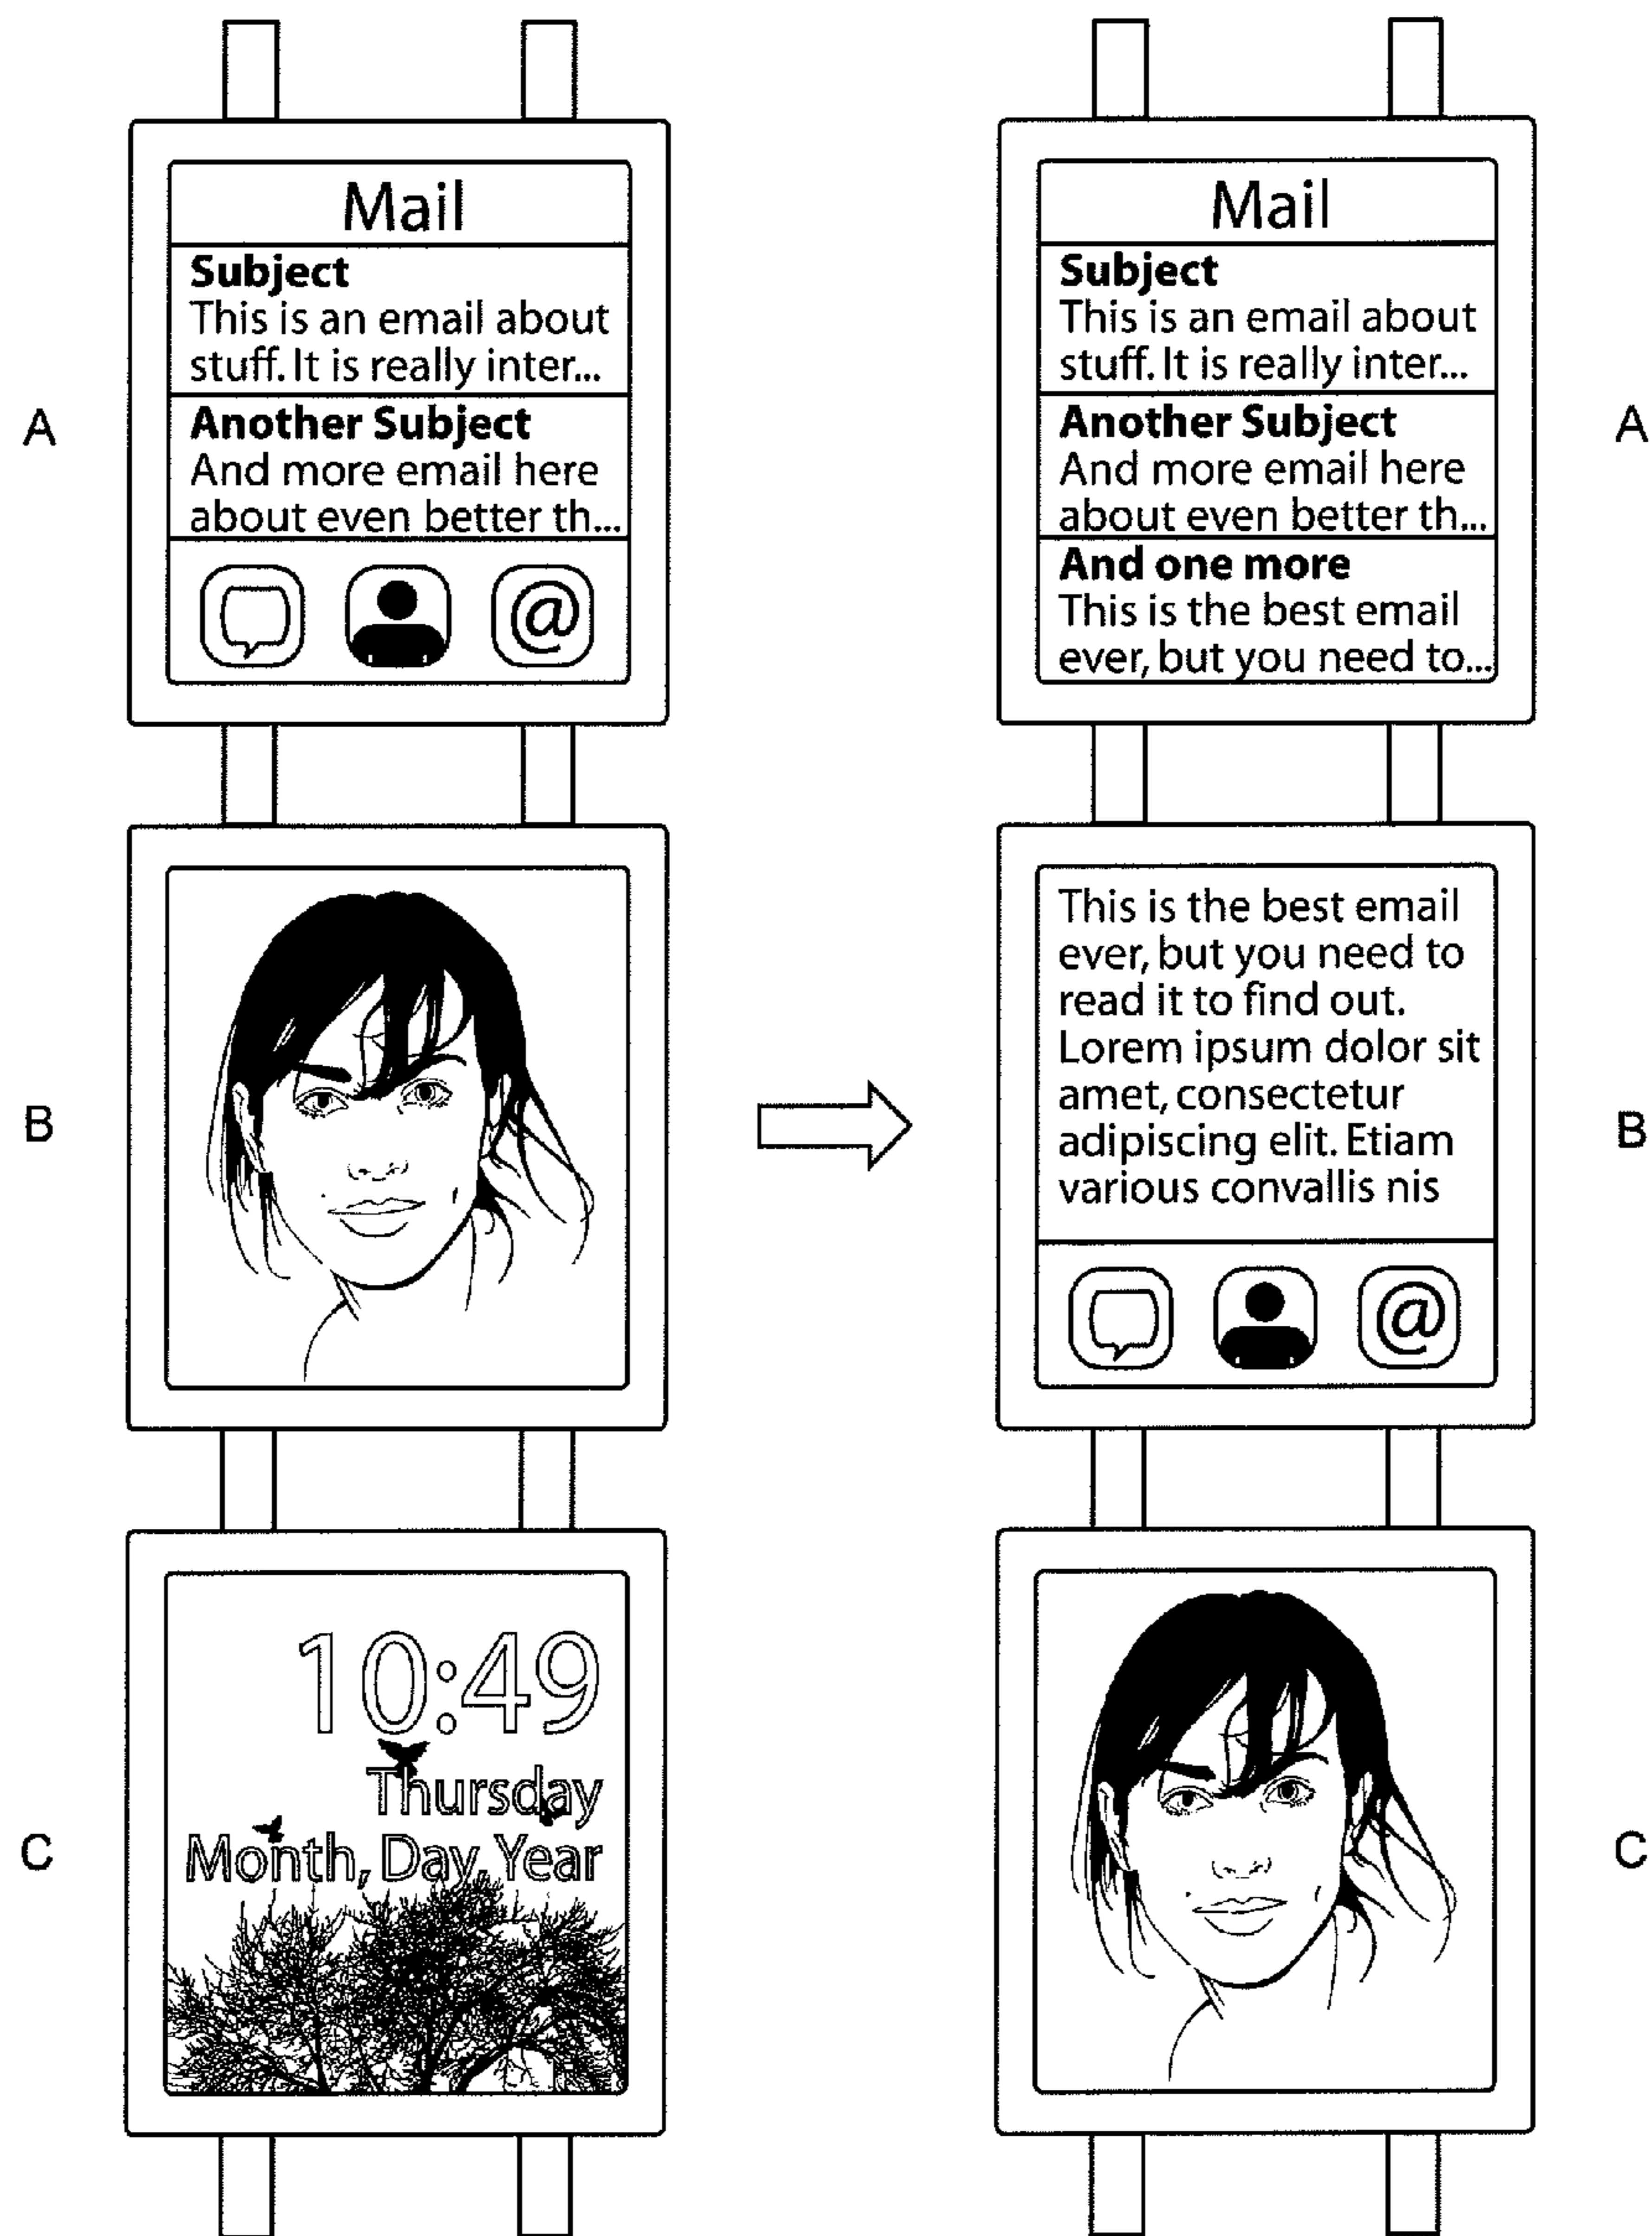 Mail
Subject
This is an email about
stuff. It is really inter...
A
Another Subject
And more email here
about even better th...
@
B
10:49
Thursday
Month, Day, Year
C
Mail
Subject
This is an email about
stuff. It is really inter...
A
Another Subject
And more email here
about even better th...
And one more
This is the best email
ever, but you need to...
This is the best email
ever, but you need to
read it to find out.
Lorem ipsum dolor sit
amet, consectetur
B
adipiscing elit. Etiam
various convallis nis
@
C